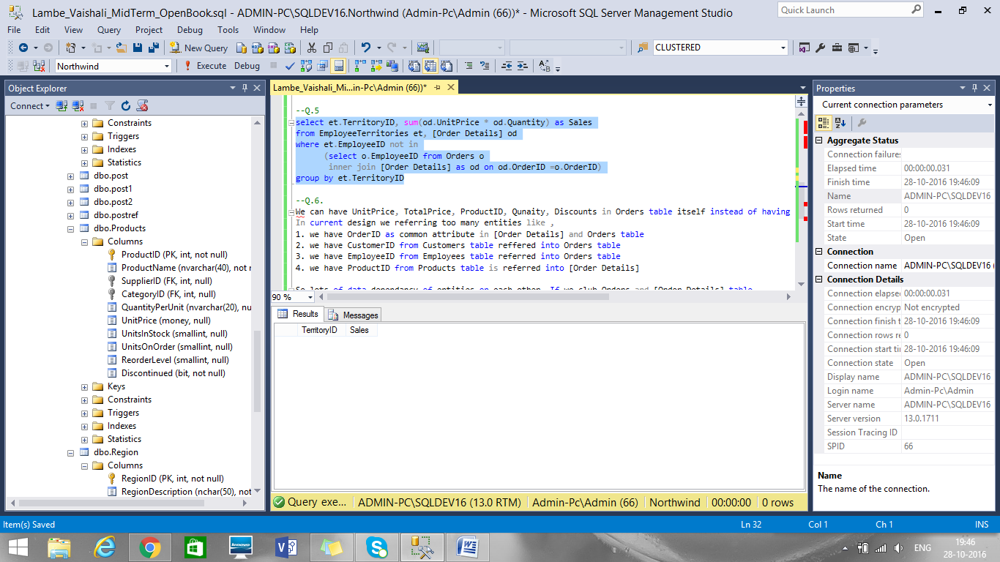 Lambe_Vaishali_MidTerm_OpenBook.sql - ADMIN-PC\SQLDEV16.Northwind (Admin-Pc\Admin (66))* - Microsoft SQL Server Management Studio
Quick Launch
File Edit View Query Project Debug Tools Window Help
New Query
CLUSTERED
Northwind
Execute Debug
Object Explorer
Connect
Constraints
Triggers
Indexes
Statistics
dbo.post
dbo.post1
dbo.post2
dbo.postref
dbo.Products
Columns
ProductID (PK, int, not null)
ProductName (nvarchar(40), not r
SupplierID (FK, int, null)
CategoryID (FK, int, null)
QuantityPerUnit (nvarchar(20), nu
UnitPrice (money, null)
UnitsInStock (smallint, null)
UnitsOnOrder (smallint, null)
ReorderLevel (smallint, null)
Discontinued (bit, not null)
Keys
Constraints
Triggers
Indexes
Statistics
dbo.Region
Columns
RegionID (PK, int, not null)
RegionDescription (nchar(50), not
Lambe_Vaishali_Mi...in-Pc\Admin (66))*
--Q.5
select et.TerritoryID, sum(od.UnitPrice * od.Quantity) as Sales
from EmployeeTerritories et, [Order Details] od
where et.EmployeeID not in
(select o.EmployeeID from Orders o
inner join [Order Details] as od on od.OrderID =o.OrderID)
group by et.TerritoryID
--Q.6.
We can have UnitPrice, TotalPrice, ProductID, Qunaity, Discounts in Orders table itself instead of having
In current design we referring too many entities like ,
1. we have OrderID as common attribute in [Order Details] and Orders table
2. we have CustomerID from Customers table reffered into Orders table
3. we have EmployeeID from Employees table referred into Orders table
4. we have ProductID from Products table is referred into [Order Details]
So lots of data dependancy of entities on each other. If we club Orders and [Order Details] table
90 %
Results Messages
TerritoryID Sales
Query exe... ADMIN-PC\SQLDEV16 (13.0 RTM) Admin-Pc\Admin (66) Northwind 00:00:00 0 rows
Properties
Current connection parameters
Aggregate Status
Connection failures
Elapsed time 00:00:00.031
Finish time 28-10-2016 19:46:09
Name ADMIN-PC\SQLDEV16
Rows returned 0
Start time 28-10-2016 19:46:09
State Open
Connection
Connection name ADMIN-PC\SQLDEV16 (
Connection Details
Connection elapse 00:00:00.031
Connection encryp Not encrypted
Connection finish t 28-10-2016 19:46:09
Connection rows re 0
Connection start tii 28-10-2016 19:46:09
Connection state Open
Display name ADMIN-PC\SQLDEV16
Login name Admin-Pc\Admin
Server name ADMIN-PC\SQLDEV16
Server version 13.0.1711
Session Tracing ID
SPID 66
Name
The name of the connection.
Item(s) Saved Ln 32 Col 1 Ch 1 INS
lenovo
ENG
19:46
28-10-2016